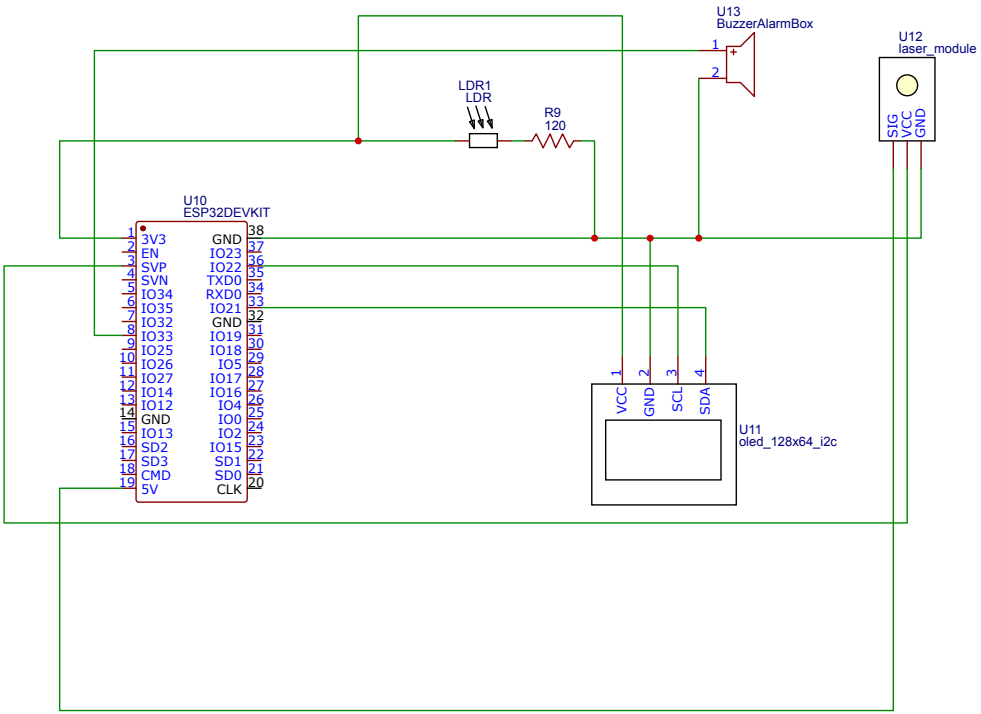 U13
BuzzerAlarmBox
1
+
2
U12
laser_module
SIG
VCC
GND
LDR1
LDR
R9
120
U10
ESP32DEVKIT
1 3V3 GND 38
2 EN IO23 37
3 SVP IO22 36
4 SVN TXD0 35
5 IO34 RXD0 34
6 IO35 IO21 33
7 IO32 GND 32
8 IO33 IO19 31
9 IO25 IO18 30
10 IO26 IO5 29
11 IO27 IO17 28
12 IO14 IO16 27
13 IO12 IO4 26
14 GND IO0 25
15 IO13 IO2 24
16 SD2 IO15 23
17 SD3 SD1 22
18 CMD SD0 21
19 5V CLK 20
1 2 3 4
VCC GND SCL SDA
U11
oled_128x64_i2c